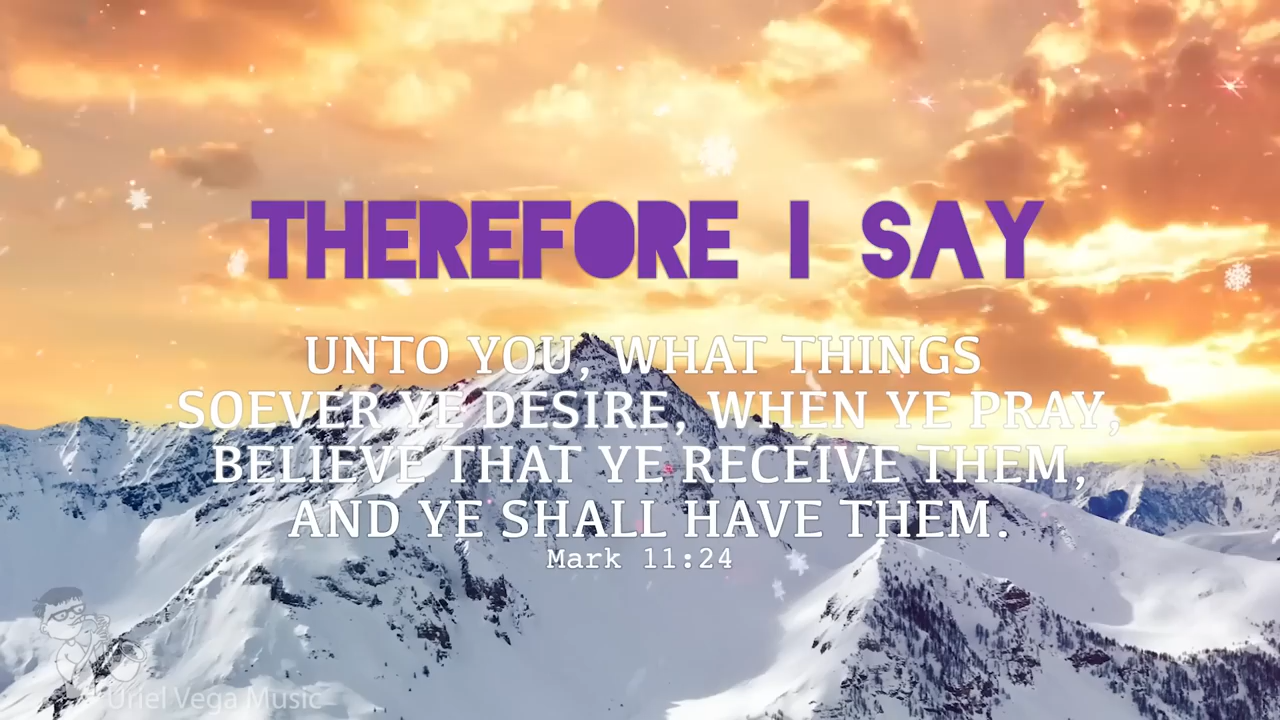 THEREFORE I SAY
UNTO YOU, WHAT THINGS
SOEVER YE DESIRE, WHEN YE PRAY,
BELIEVE THAT YE RECEIVE THEM,
AND YE SHALL HAVE THEM.
Mark 11:24
Uriel Vega Music